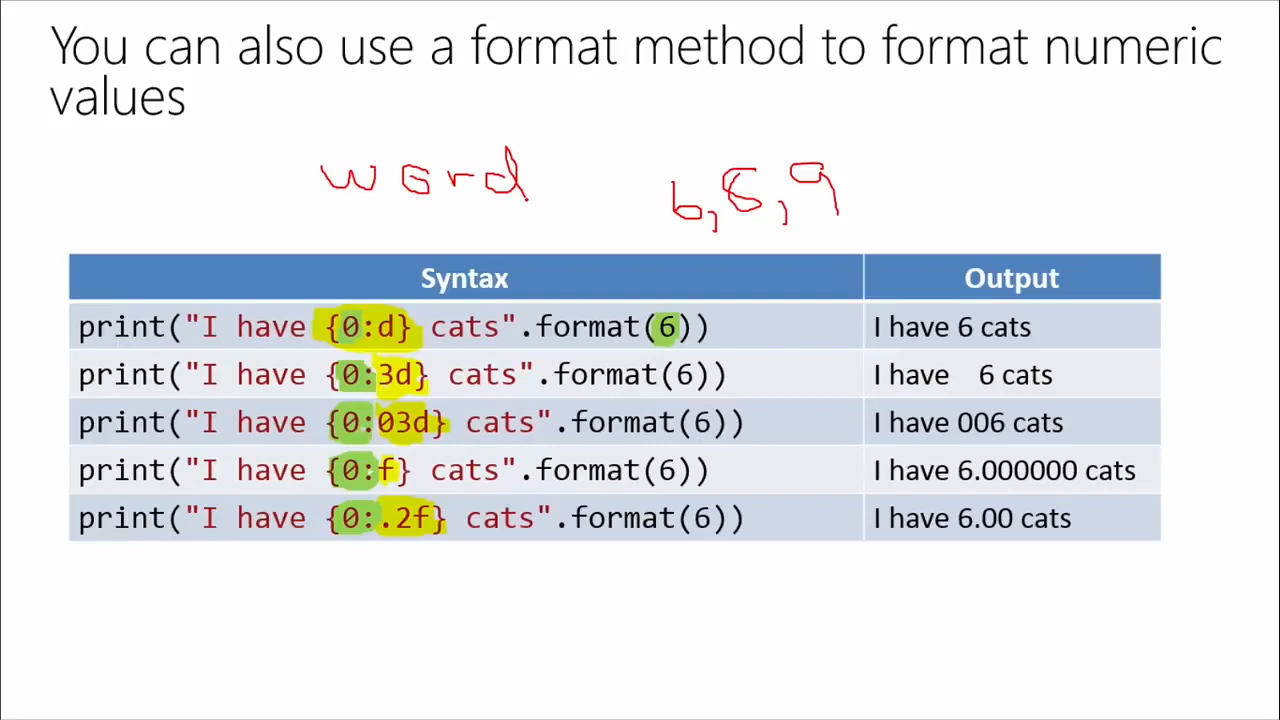 You can also use a format method to format numeric
values
word 6,8,9
Syntax Output
print("I have {0:d} cats".format(6)) I have 6 cats
print("I have {0:3d} cats".format(6)) I have    6 cats
print("I have {0:03d} cats".format(6)) I have 006 cats
print("I have {0:f} cats".format(6)) I have 6.000000 cats
print("I have {0:.2f} cats".format(6)) I have 6.00 cats